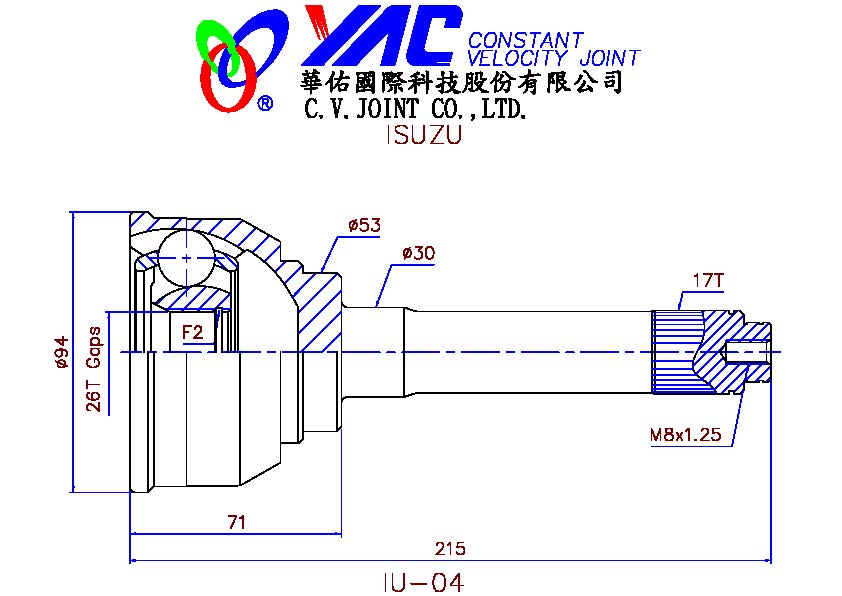 YAC CONSTANT
VELOCITY JOINT
®
華佑國際科技股份有限公司
C.V.JOINT CO.,LTD.
ISUZU
ø53
ø30
17T
F2
ø94
26T Gaps
M8x1.25
71
215
IU-04